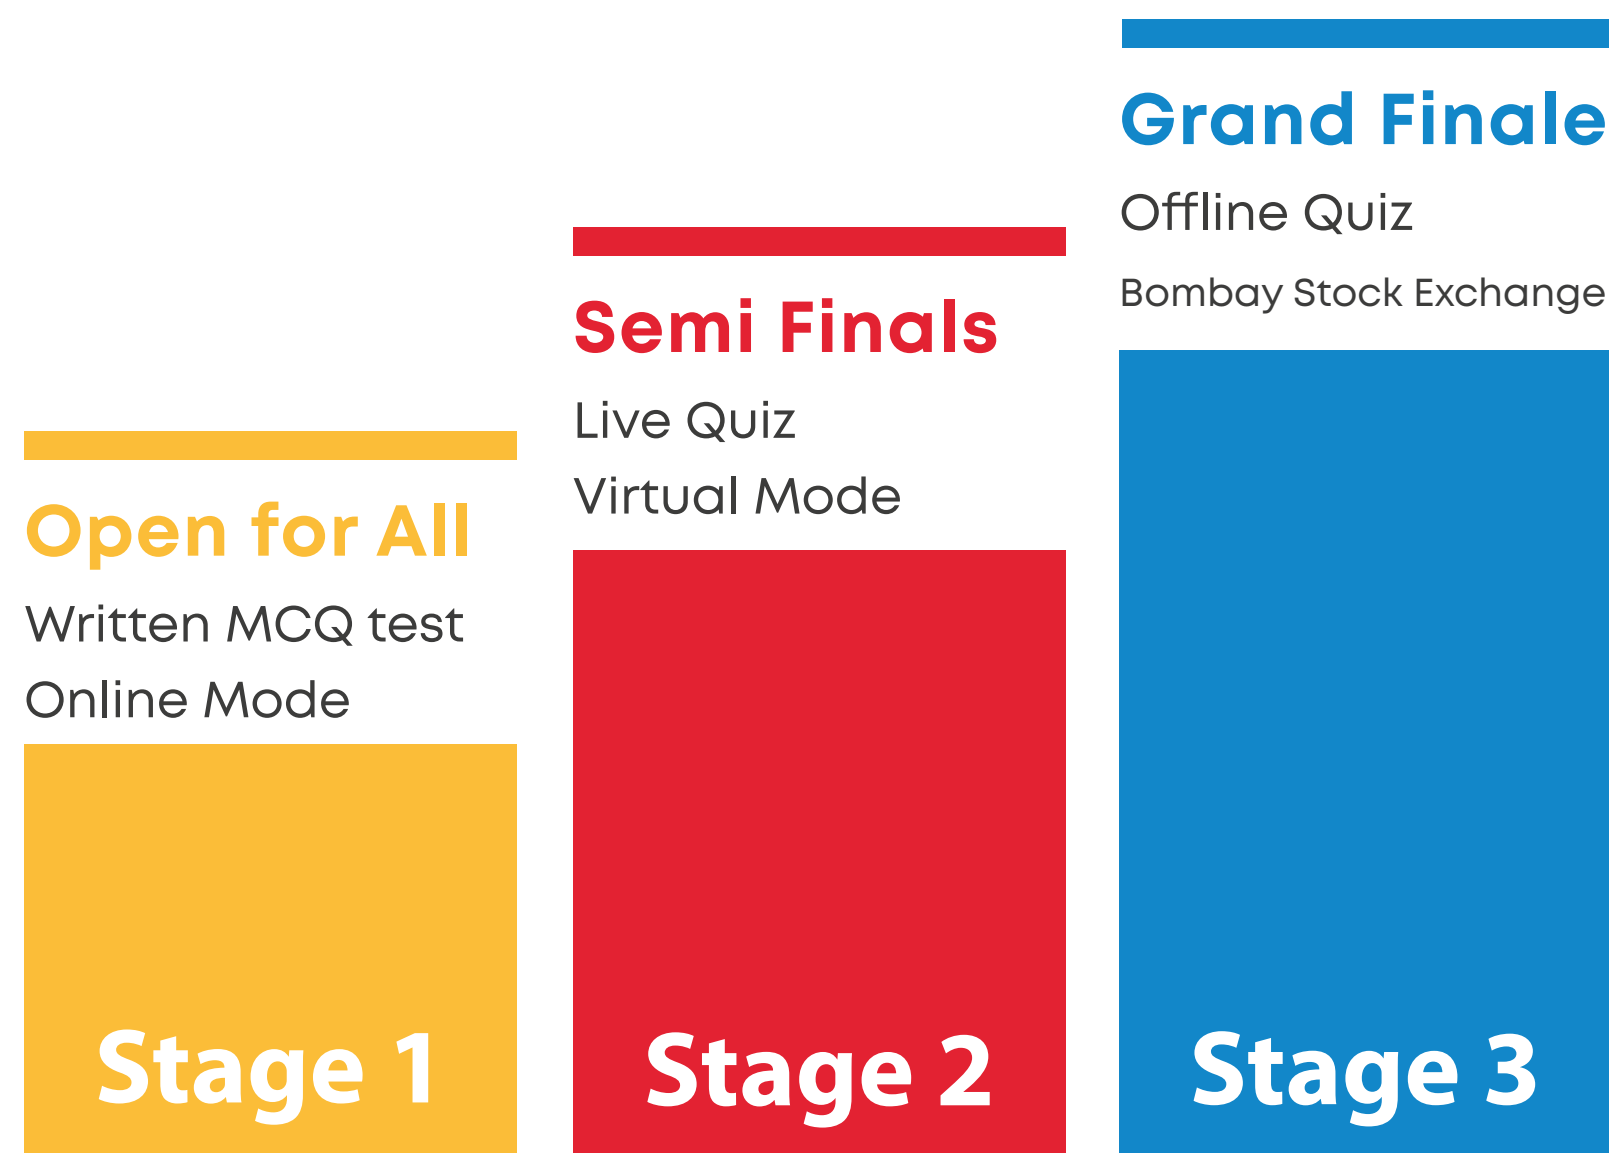 Open for All
Written MCQ test
Online Mode
Stage 1
Semi Finals
Live Quiz
Virtual Mode
Stage 2
Grand Finale
Offline Quiz
Bombay Stock Exchange
Stage 3